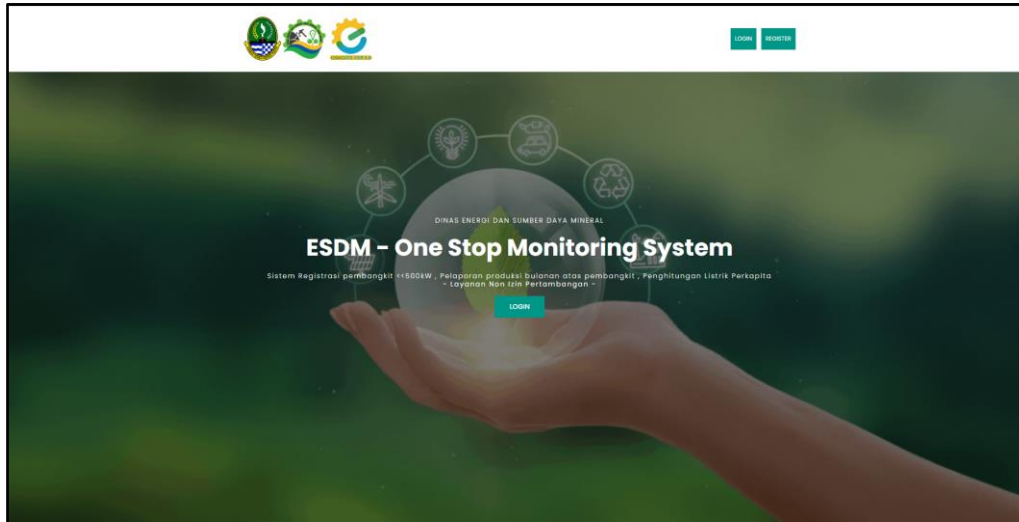 LOGIN REGISTER
DINAS ENERGI DAN SUMBER DAYA MINERAL
ESDM - One Stop Monitoring System
Sistem Registrasi pembangkit <<500kW , Pelaporan produksi bulanan atas pembangkit , Penghitungan Listrik Perkapita
- Layanan Non Izin Pertambangan -
LOGIN